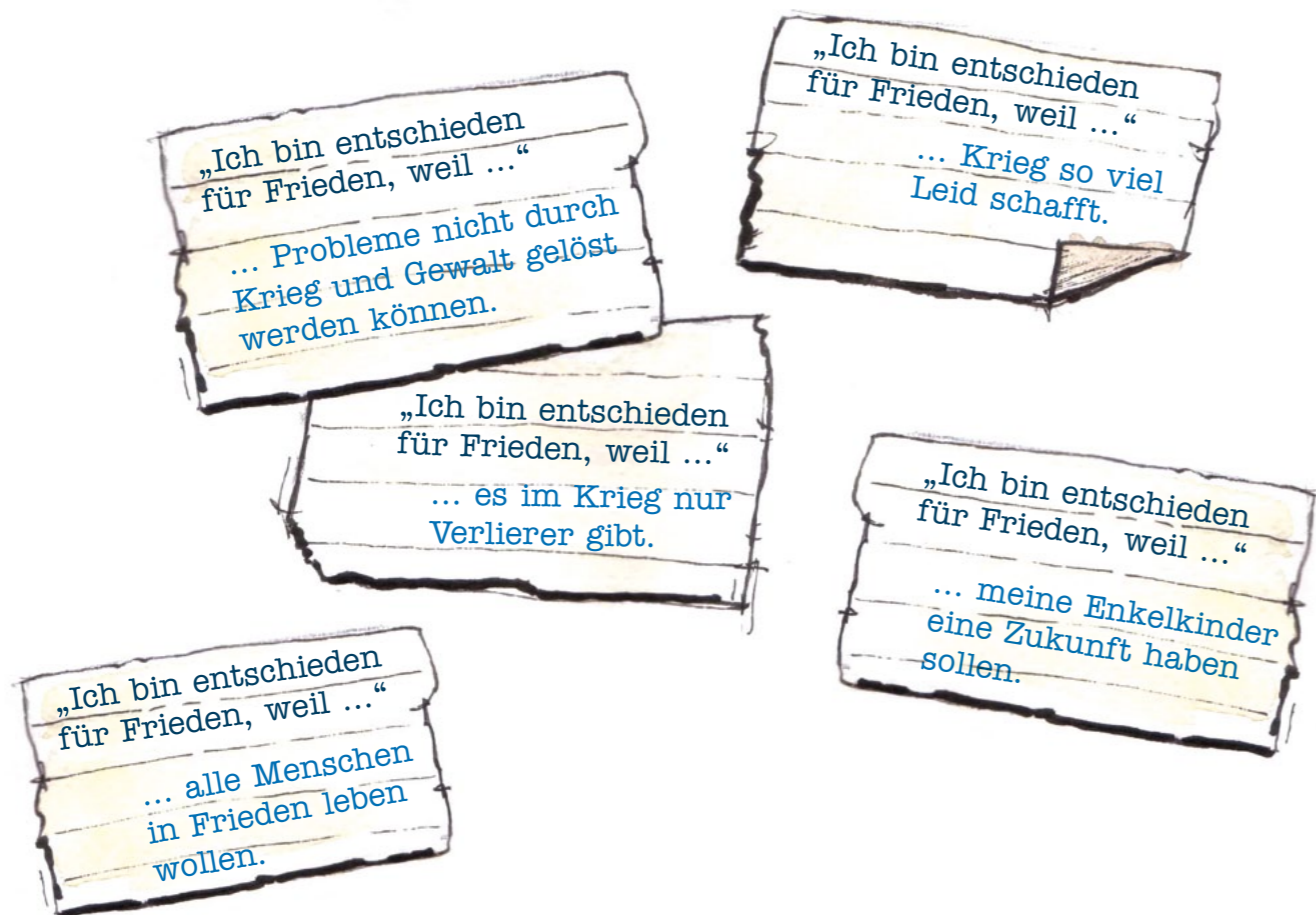 „Ich bin entschieden
für Frieden, weil ...“
... Probleme nicht durch
Krieg und Gewalt gelöst
werden können.
„Ich bin entschieden
für Frieden, weil ...“
... Krieg so viel
Leid schafft.
„Ich bin entschieden
für Frieden, weil ...“
... es im Krieg nur
Verlierer gibt.
„Ich bin entschieden
für Frieden, weil ...“
... meine Enkelkinder
eine Zukunft haben
sollen.
„Ich bin entschieden
für Frieden, weil ...“
... alle Menschen
in Frieden leben
wollen.